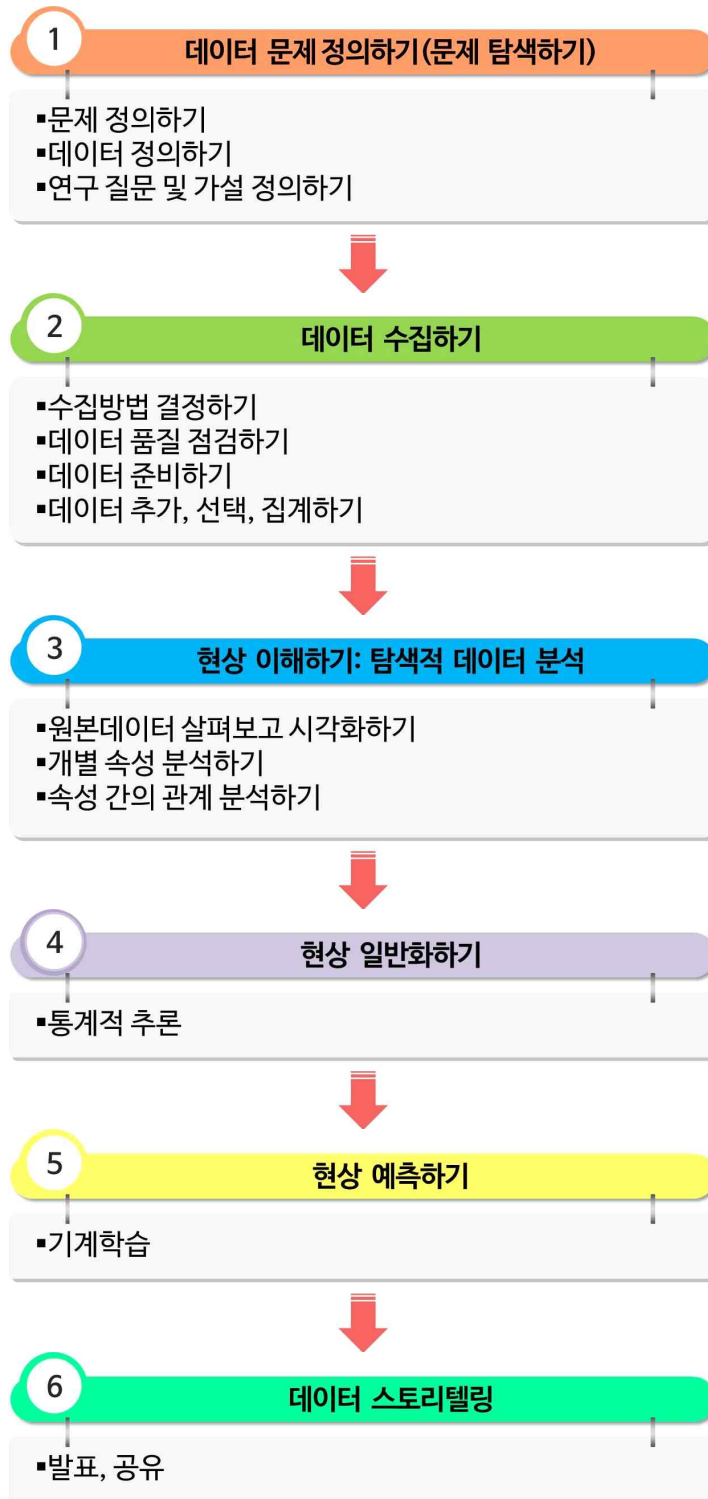 1
데이터 문제 정의하기(문제 탐색하기)
▪문제 정의하기
▪데이터 정의하기
▪연구 질문 및 가설 정의하기
2
데이터 수집하기
▪수집방법 결정하기
▪데이터 품질 점검하기
▪데이터 준비하기
▪데이터 추가, 선택, 집계하기
3
현상 이해하기: 탐색적 데이터 분석
▪원본데이터 살펴보고 시각화하기
▪개별 속성 분석하기
▪속성 간의 관계 분석하기
4
현상 일반화하기
▪통계적 추론
5
현상 예측하기
▪기계학습
6
데이터 스토리텔링
▪발표, 공유